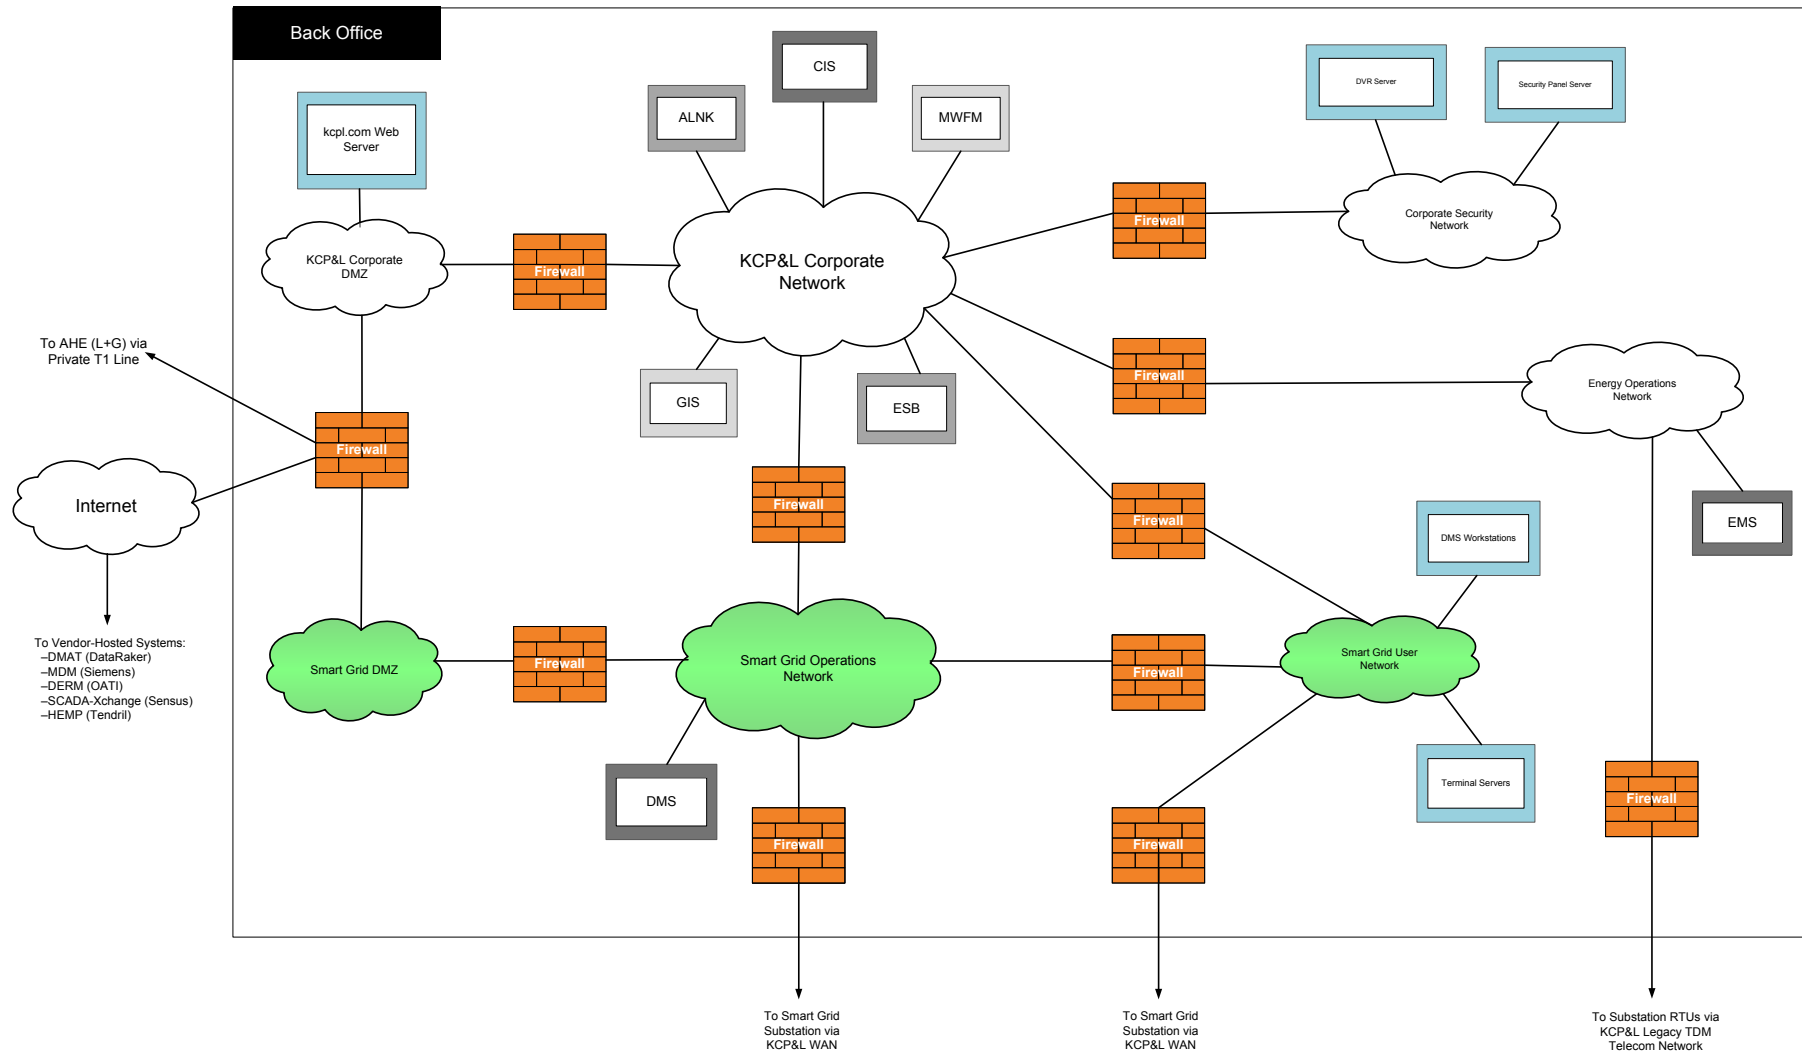 Back Office
CIS
DVR Server
Security Panel Server
ALNK
MWFM
kcpl.com Web
Server
Firewall
Corporate Security
Network
KCP&L Corporate
DMZ
Firewall
KCP&L Corporate
Network
To AHE (L+G) via
Private T1 Line
Firewall
Energy Operations
Network
GIS
ESB
Firewall
Internet
Firewall
Firewall
EMS
DMS Workstations
To Vendor-Hosted Systems:
–DMAT (DataRaker)
–MDM (Siemens)
–DERM (OATI)
–SCADA-Xchange (Sensus)
–HEMP (Tendril)
Smart Grid DMZ
Firewall
Smart Grid Operations
Network
Firewall
Smart Grid User
Network
DMS
Terminal Servers
Firewall
Firewall
Firewall
To Smart Grid
Substation via
KCP&L WAN
To Smart Grid
Substation via
KCP&L WAN
To Substation RTUs via
KCP&L Legacy TDM
Telecom Network